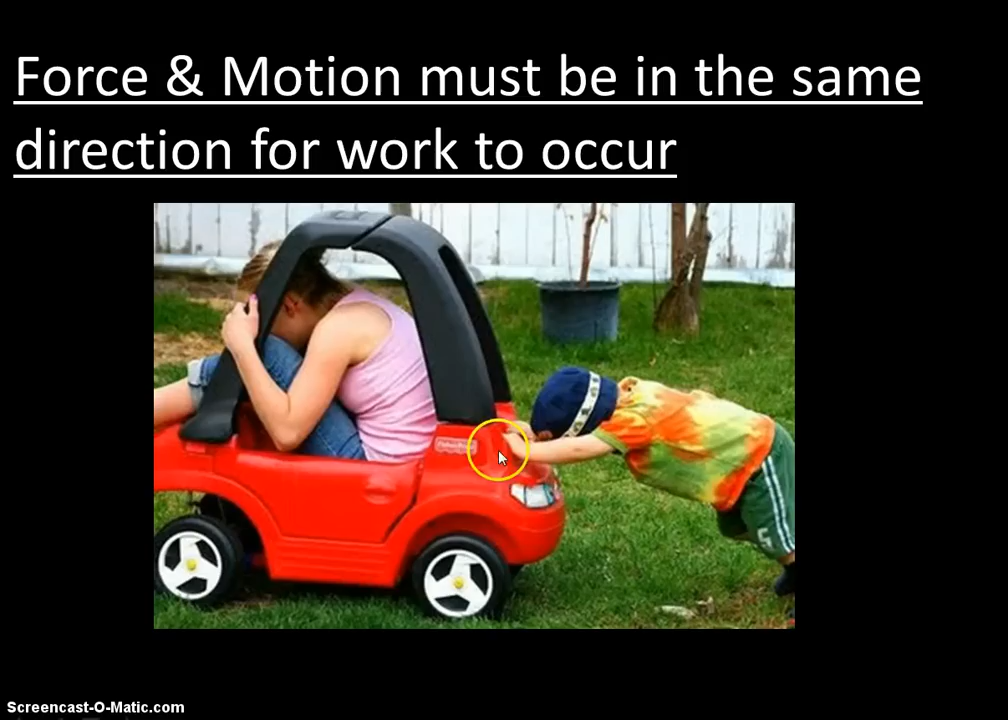 Force & Motion must be in the same
direction for work to occur
Screencast-O-Matic.com